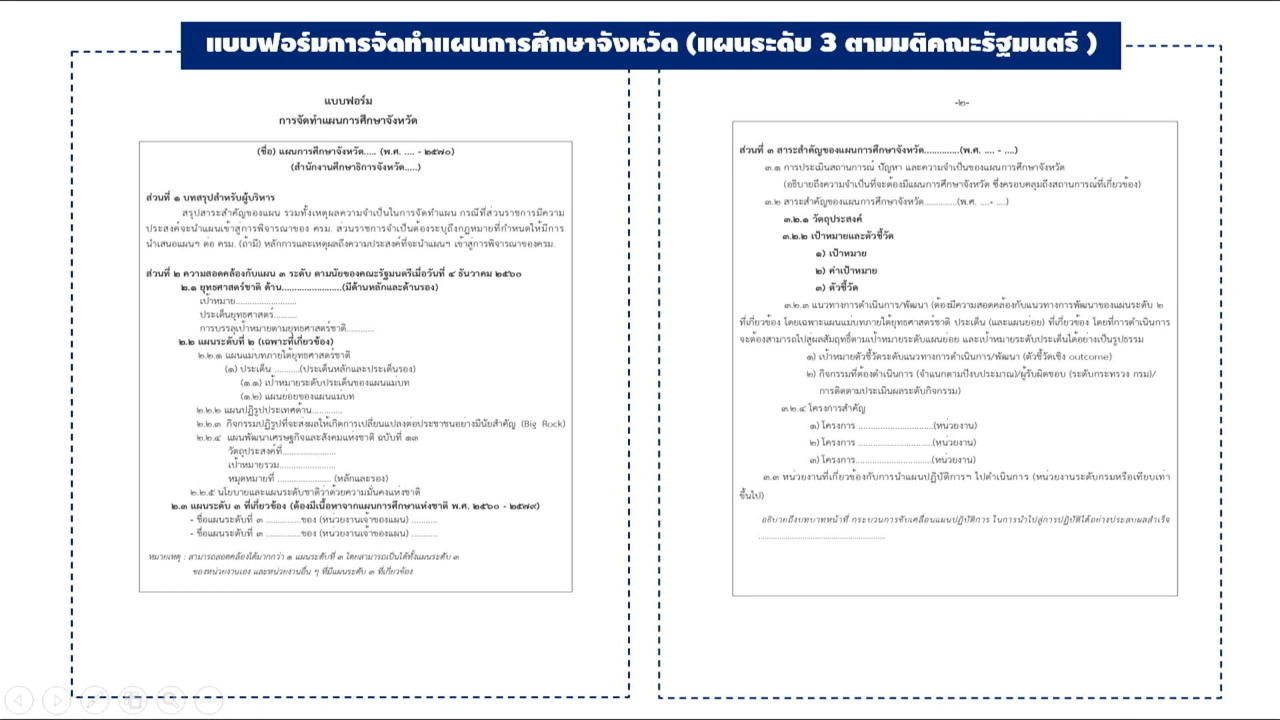 แบบฟอร์มการจัดทำแผนการศึกษาจังหวัด (แผนระดับ 3 ตามมติคณะรัฐมนตรี )
แบบฟอร์ม
การจัดทำแผนการศึกษาจังหวัด
(ชื่อ) แผนการศึกษาจังหวัด..... (พ.ศ. .... - ๒๕๗๐)
(สำนักงานศึกษาธิการจังหวัด.....)
ส่วนที่ ๑ บทสรุปสำหรับผู้บริหาร
สรุปสาระสำคัญของแผน รวมทั้งเหตุผลความจำเป็นในการจัดทำแผน กรณีที่ส่วนราชการมีความ
ประสงค์จะนำแผนเข้าสู่การพิจารณาของ ครม. ส่วนราชการจำเป็นต้องระบุถึงกฎหมายที่กำหนดให้มีการ
นำเสนอแผนฯ ต่อ ครม. (ถ้ามี) หลักการและเหตุผลถึงความประสงค์ที่จะนำแผนฯ เข้าสู่การพิจารณาของครม.
ส่วนที่ ๒ ความสอดคล้องกับแผน ๓ ระดับ ตามนัยของคณะรัฐมนตรีเมื่อวันที่ ๔ ธันวาคม ๒๕๖๐
๒.๑ ยุทธศาสตร์ชาติ ด้าน........................(มีด้านหลักและด้านรอง)
เป้าหมาย........................
ประเด็นยุทธศาสตร์.........
การบรรลุเป้าหมายตามยุทธศาสตร์ชาติ...........
๒.๒ แผนระดับที่ ๒ (เฉพาะที่เกี่ยวข้อง)
๒.๒.๑ แผนแม่บทภายใต้ยุทธศาสตร์ชาติ
(๑) ประเด็น ..........(ประเด็นหลักและประเด็นรอง)
(๑.๑) เป้าหมายระดับประเด็นของแผนแม่บท
(๑.๒) แผนย่อยของแผนแม่บท
๒.๒.๒ แผนปฏิรูปประเทศด้าน.............
๒.๒.๓ กิจกรรมปฏิรูปที่จะส่งผลให้เกิดการเปลี่ยนแปลงต่อประชาชนอย่างมีนัยสำคัญ (Big Rock)
๒.๒.๔ แผนพัฒนาเศรษฐกิจและสังคมแห่งชาติ ฉบับที่ ๑๓
วัตถุประสงค์ที่......................
เป้าหมายรวม......................
หมุดหมายที่ ...................... (หลักและรอง)
๒.๒.๕ นโยบายและแผนระดับชาติว่าด้วยความมั่นคงแห่งชาติ
๒.๓ แผนระดับ ๓ ที่เกี่ยวข้อง (ต้องมีเนื้อหาจากแผนการศึกษาแห่งชาติ พ.ศ. ๒๕๖๐ - ๒๕๗๙)
- ชื่อแผนระดับที่ ๓ ..............ของ (หน่วยงานเจ้าของแผน) ..........
- ชื่อแผนระดับที่ ๓ ..............ของ (หน่วยงานเจ้าของแผน) ..........
หมายเหตุ : สามารถสอดคล้องได้มากกว่า ๑ แผนระดับที่ ๓ โดยสามารถเป็นได้ทั้งแผนระดับ ๓
ของหน่วยงานเอง และหน่วยงานอื่น ๆ ที่มีแผนระดับ ๓ ที่เกี่ยวข้อง
-๒-
ส่วนที่ ๓ สาระสำคัญของแผนการศึกษาจังหวัด.............(พ.ศ. .... - ....)
๓.๑ การประเมินสถานการณ์ ปัญหา และความจำเป็นของแผนการศึกษาจังหวัด
(อธิบายถึงความจำเป็นที่จะต้องมีแผนการศึกษาจังหวัด ซึ่งครอบคลุมถึงสถานการณ์ที่เกี่ยวข้อง)
๓.๒ สาระสำคัญของแผนการศึกษาจังหวัด.............(พ.ศ. ....- ....)
๓.๒.๑ วัตถุประสงค์
๓.๒.๒ เป้าหมายและตัวชี้วัด
๑) เป้าหมาย
๒) ค่าเป้าหมาย
๓) ตัวชี้วัด
๓.๒.๓ แนวทางการดำเนินการ/พัฒนา (ต้องมีความสอดคล้องกับแนวทางการพัฒนาของแผนระดับ ๒
ที่เกี่ยวข้อง โดยเฉพาะแผนแม่บทภายใต้ยุทธศาสตร์ชาติ ประเด็น (และแผนย่อย) ที่เกี่ยวข้อง โดยที่การดำเนินการ
จะต้องสามารถไปสู่ผลสัมฤทธิ์ตามเป้าหมายระดับแผนย่อย และเป้าหมายระดับประเด็นได้อย่างเป็นรูปธรรม
๑) เป้าหมายตัวชี้วัดระดับแนวทางการดำเนินการ/พัฒนา (ตัวชี้วัดเชิง outcome)
๒) กิจกรรมที่ต้องดำเนินการ (จำแนกตามปีงบประมาณ)/ผู้รับผิดชอบ (ระดับกระทรวง กรม)/
การติดตามประเมินผลระดับกิจกรรม)
๓.๒.๔ โครงการสำคัญ
๑) โครงการ .............................(หน่วยงาน)
๒) โครงการ .............................(หน่วยงาน)
๓) โครงการ..............................(หน่วยงาน)
๓.๓ หน่วยงานที่เกี่ยวข้องกับการนำแผนปฏิบัติการฯ ไปดำเนินการ (หน่วยงานระดับกรมหรือเทียบเท่า
ขึ้นไป)
อธิบายถึงบทบาทหน้าที่ กระบวนการขับเคลื่อนแผนปฏิบัติการ ในการนำไปสู่การปฏิบัติได้อย่างประสบผลสำเร็จ
..................................................